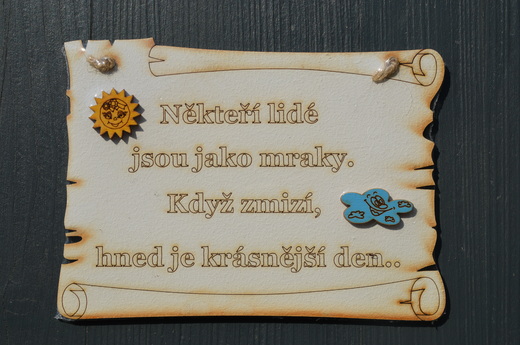 Někteří lidé
jsou jako mraky.
Když zmizí,
hned je krásnější den..